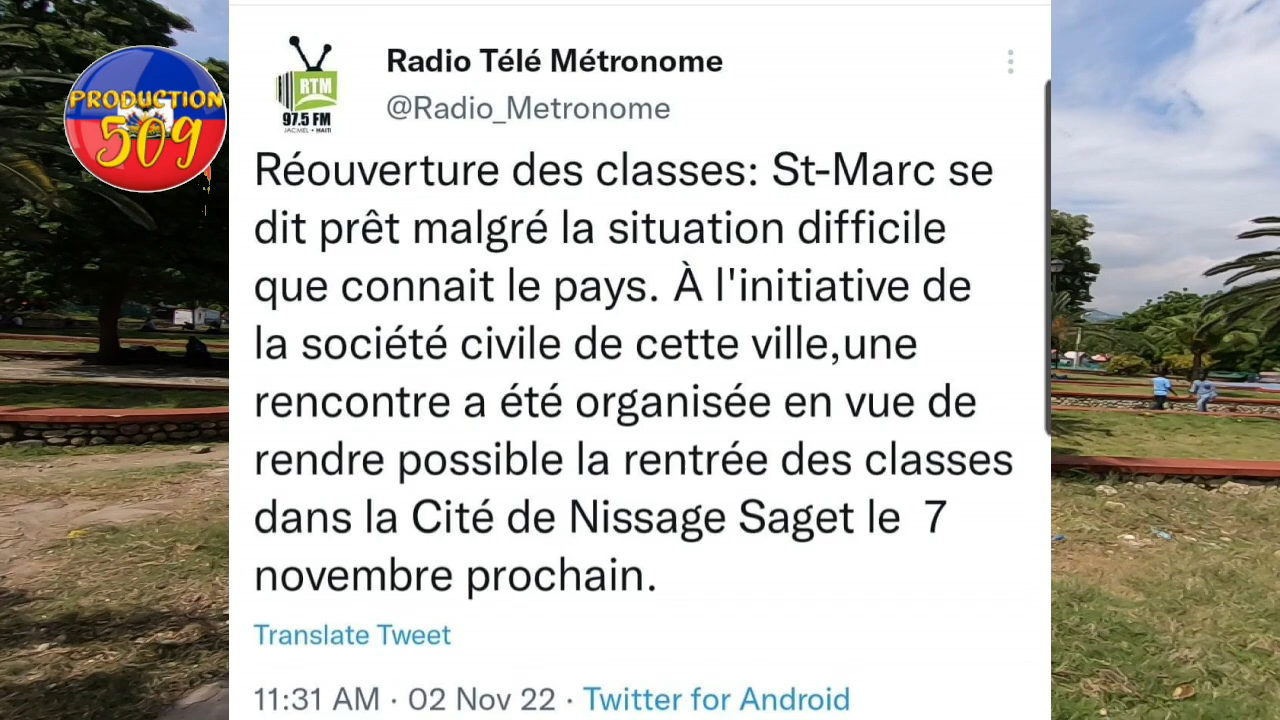 PRODUCTION
509
RTM
97.5 FM
JACMEL • HAITI
Radio Télé Métronome
@Radio_Metronome
Réouverture des classes: St-Marc se
dit prêt malgré la situation difficile
que connait le pays. À l'initiative de
la société civile de cette ville,une
rencontre a été organisée en vue de
rendre possible la rentrée des classes
dans la Cité de Nissage Saget le 7
novembre prochain.
Translate Tweet
11:31 AM · 02 Nov 22 · Twitter for Android